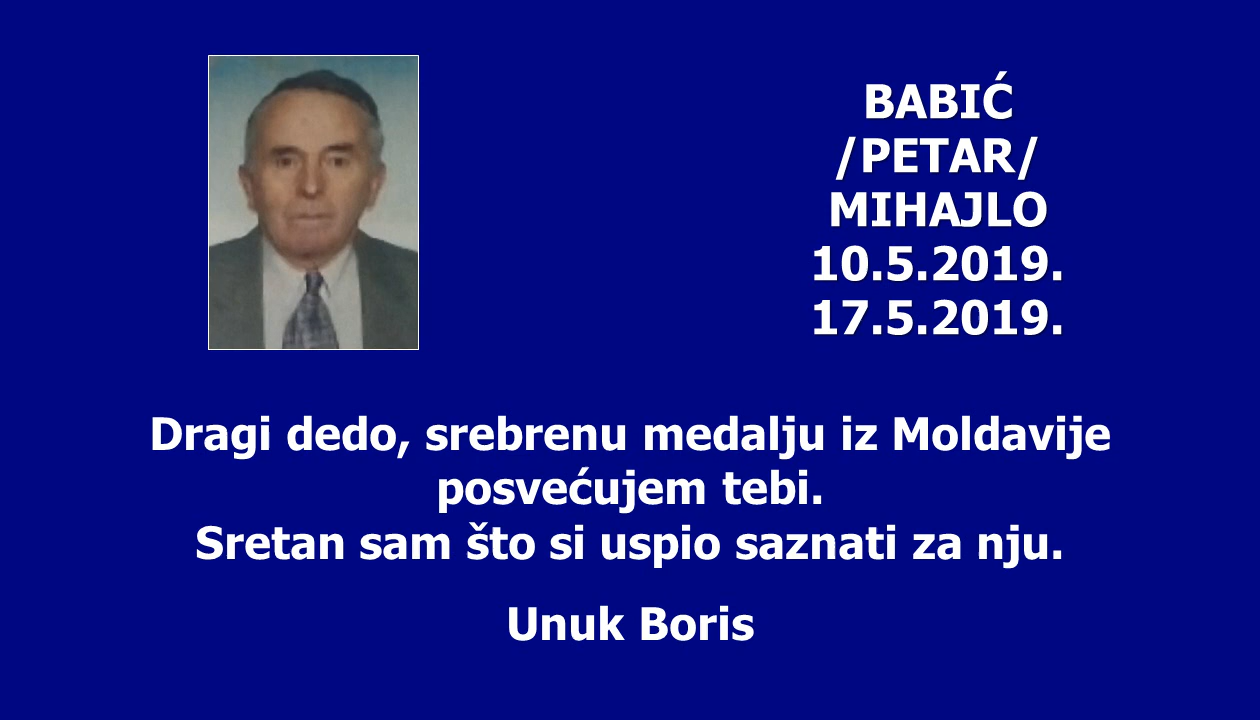 BABIĆ
/PETAR/
MIHAJLO
10.5.2019.
17.5.2019.
Dragi dedo, srebrenu medalju iz Moldavije
posvećujem tebi.
Sretan sam što si uspio saznati za nju.
Unuk Boris